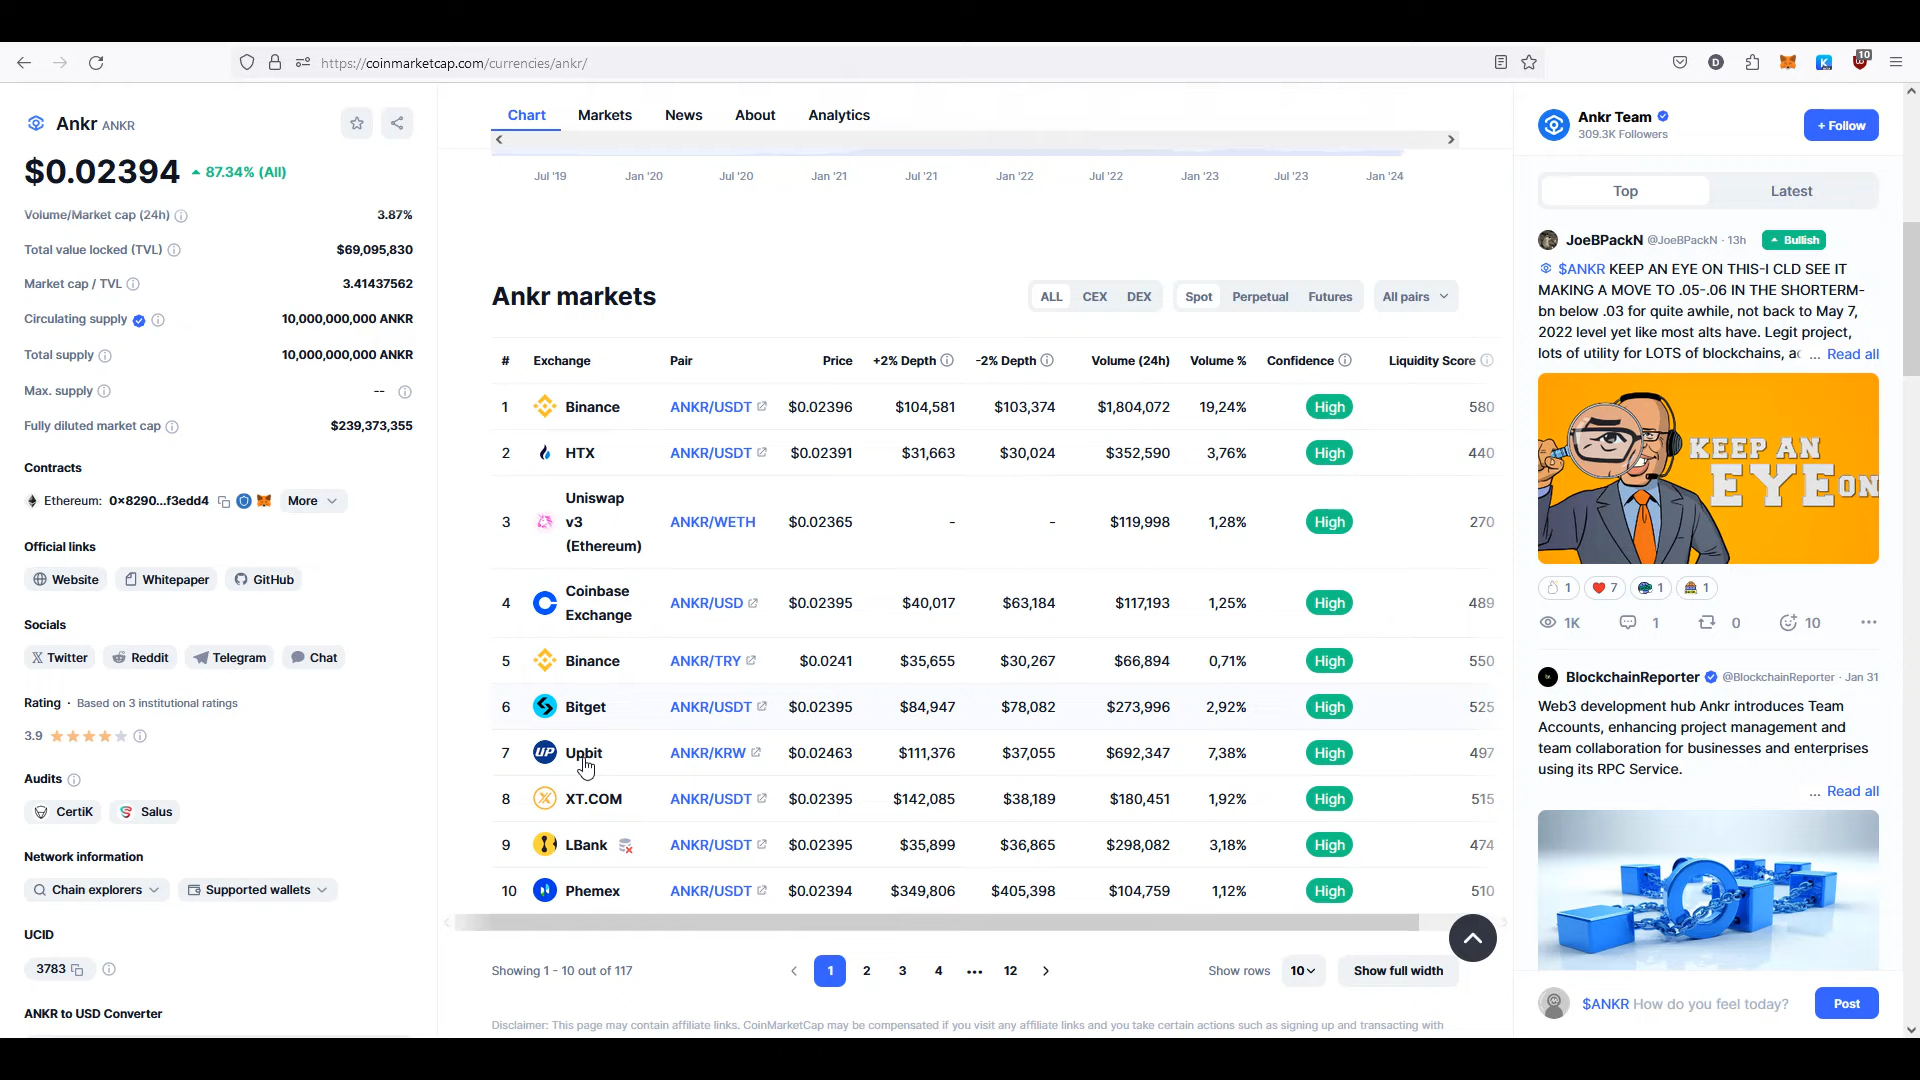 https://coinmarketcap.com/currencies/ankr/
10
Ankr ANKR
$0.02394 87.34% (All)
Volume/Market cap (24h) 3.87%
Total value locked (TVL) $69,095,830
Market cap / TVL 3.41437562
Circulating supply 10,000,000,000 ANKR
Total supply 10,000,000,000 ANKR
Max. supply --
Fully diluted market cap $239,373,355
Contracts
Ethereum: 0x8290...f3edd4 More
Official links
Website Whitepaper GitHub
Socials
Twitter Reddit Telegram Chat
Rating · Based on 3 institutional ratings
3.9
Audits
CertiK Salus
Network information
Chain explorers Supported wallets
UCID
3783
ANKR to USD Converter
Chart Markets News About Analytics
Jul '19 Jan '20 Jul '20 Jan '21 Jul '21 Jan '22 Jul '22 Jan '23 Jul '23 Jan '24
Ankr markets
ALL CEX DEX Spot Perpetual Futures All pairs
# Exchange Pair Price +2% Depth -2% Depth Volume (24h) Volume % Confidence Liquidity Score
1 Binance ANKR/USDT $0.02396 $104,581 $103,374 $1,804,072 19,24% High 580
2 HTX ANKR/USDT $0.02391 $31,663 $30,024 $352,590 3,76% High 440
3 Uniswap v3 (Ethereum) ANKR/WETH $0.02365 - - $119,998 1,28% High 270
4 Coinbase Exchange ANKR/USD $0.02395 $40,017 $63,184 $117,193 1,25% High 489
5 Binance ANKR/TRY $0.0241 $35,655 $30,267 $66,894 0,71% High 550
6 Bitget ANKR/USDT $0.02395 $84,947 $78,082 $273,996 2,92% High 525
7 UP Upbit ANKR/KRW $0.02463 $111,376 $37,055 $692,347 7,38% High 497
8 XT.COM ANKR/USDT $0.02395 $142,085 $38,189 $180,451 1,92% High 515
9 LBank ANKR/USDT $0.02395 $35,899 $36,865 $298,082 3,18% High 474
10 Phemex ANKR/USDT $0.02394 $349,806 $405,398 $104,759 1,12% High 510
Showing 1 - 10 out of 117 1 2 3 4 ... 12 Show rows 10 Show full width
Disclaimer: This page may contain affiliate links. CoinMarketCap may be compensated if you visit any affiliate links and you take certain actions such as signing up and transacting with
Ankr Team + Follow
309.3K Followers
Top Latest
JoeBPackN @JoeBPackN · 13h Bullish
$ANKR KEEP AN EYE ON THIS-I CLD SEE IT
MAKING A MOVE TO .05-.06 IN THE SHORTERM-
bn below .03 for quite awhile, not back to May 7,
2022 level yet like most alts have. Legit project,
lots of utility for LOTS of blockchains, ... Read all
KEEP AN
EYE ON
1 7 1 1
1K 1 0 10
BlockchainReporter @BlockchainReporter · Jan 31
Web3 development hub Ankr introduces Team
Accounts, enhancing project management and
team collaboration for businesses and enterprises
using its RPC Service.
... Read all
$ANKR How do you feel today? Post